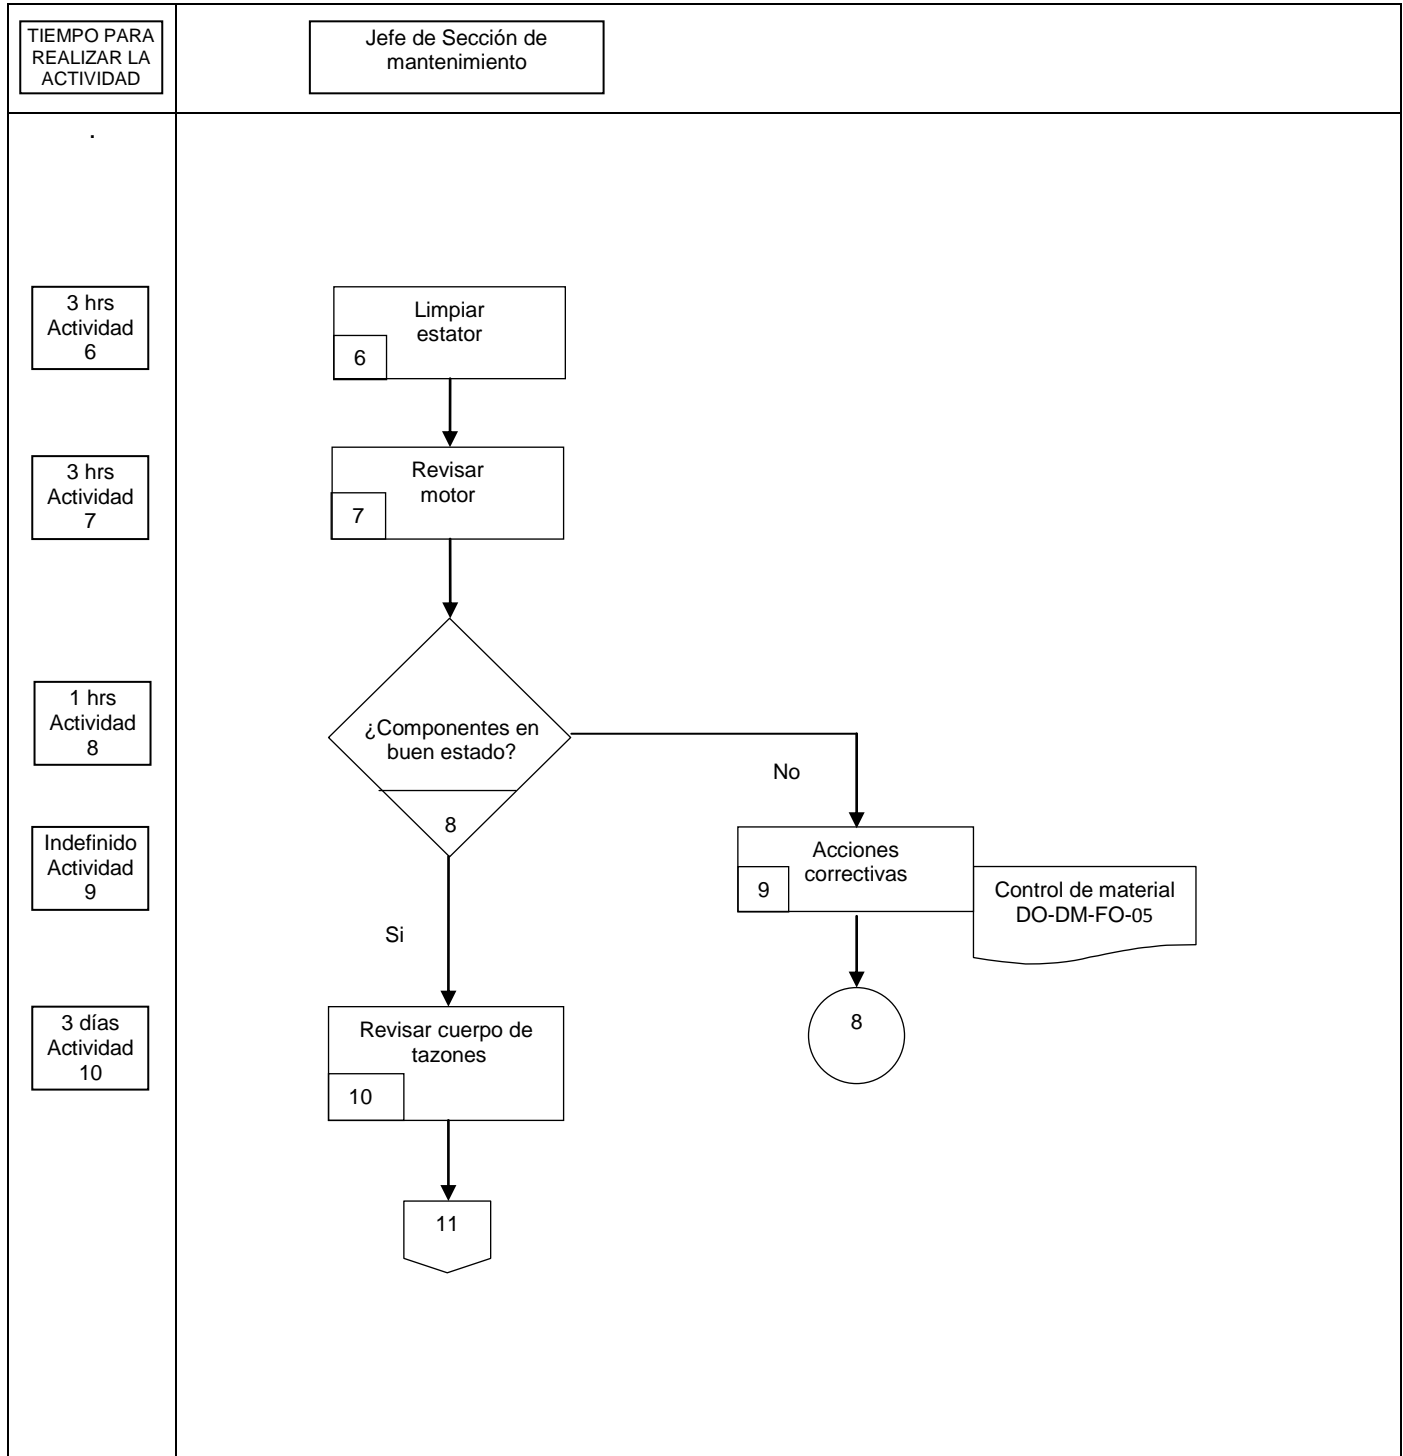 TIEMPO PARA
REALIZAR LA
ACTIVIDAD
Jefe de Sección de
mantenimiento
.
3 hrs
Actividad
6
Limpiar
estator
6
3 hrs
Actividad
7
Revisar
motor
7
1 hrs
Actividad
8
¿Componentes en
buen estado?
8
No
Indefinido
Actividad
9
Acciones
correctivas
9
Control de material
DO-DM-FO-05
Si
3 días
Actividad
10
Revisar cuerpo de
tazones
10
8
11